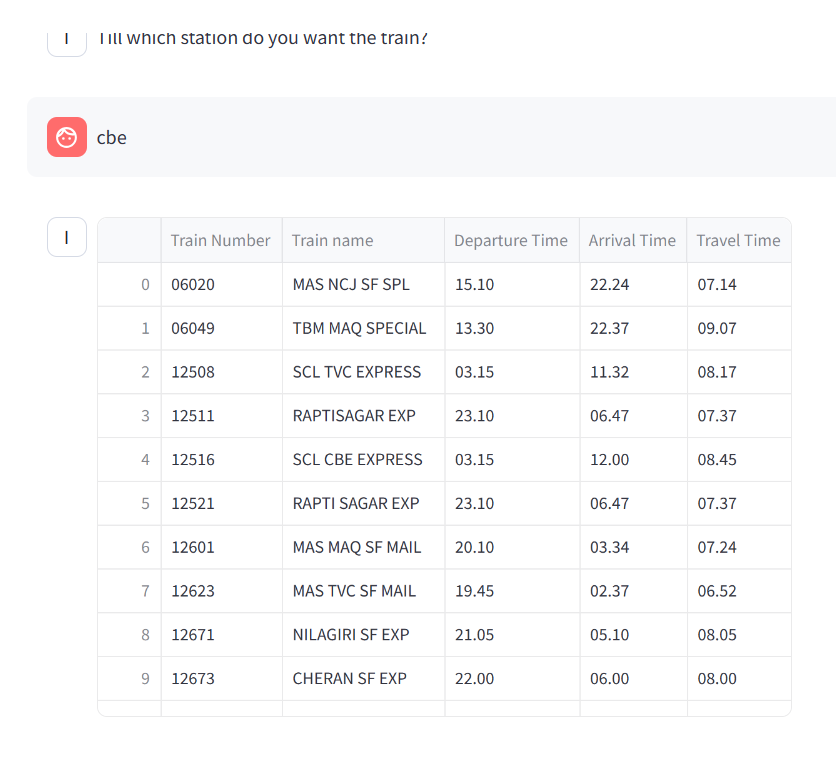 I
Till which station do you want the train?
cbe
I
Train Number Train name Departure Time Arrival Time Travel Time
0 06020 MAS NCJ SF SPL 15.10 22.24 07.14
1 06049 TBM MAQ SPECIAL 13.30 22.37 09.07
2 12508 SCL TVC EXPRESS 03.15 11.32 08.17
3 12511 RAPTISAGAR EXP 23.10 06.47 07.37
4 12516 SCL CBE EXPRESS 03.15 12.00 08.45
5 12521 RAPTI SAGAR EXP 23.10 06.47 07.37
6 12601 MAS MAQ SF MAIL 20.10 03.34 07.24
7 12623 MAS TVC SF MAIL 19.45 02.37 06.52
8 12671 NILAGIRI SF EXP 21.05 05.10 08.05
9 12673 CHERAN SF EXP 22.00 06.00 08.00